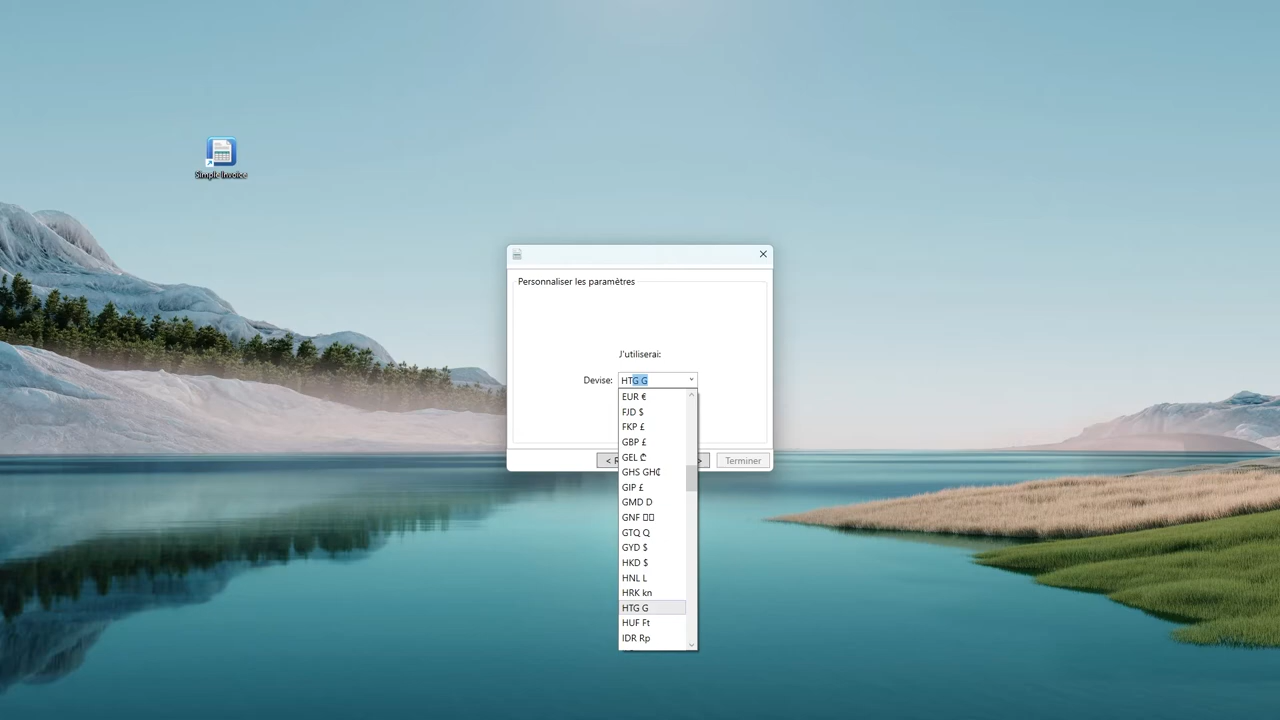 Simple Invoice
Personnaliser les paramètres
J'utiliserai:
Devise: HTG G
EUR €
FJD $
FKP £
GBP £
GEL ₾
GHS GH₵
GIP £
GMD D
GNF
GTQ Q
GYD $
HKD $
HNL L
HRK kn
HTG G
HUF Ft
IDR Rp
< R
>
Terminer